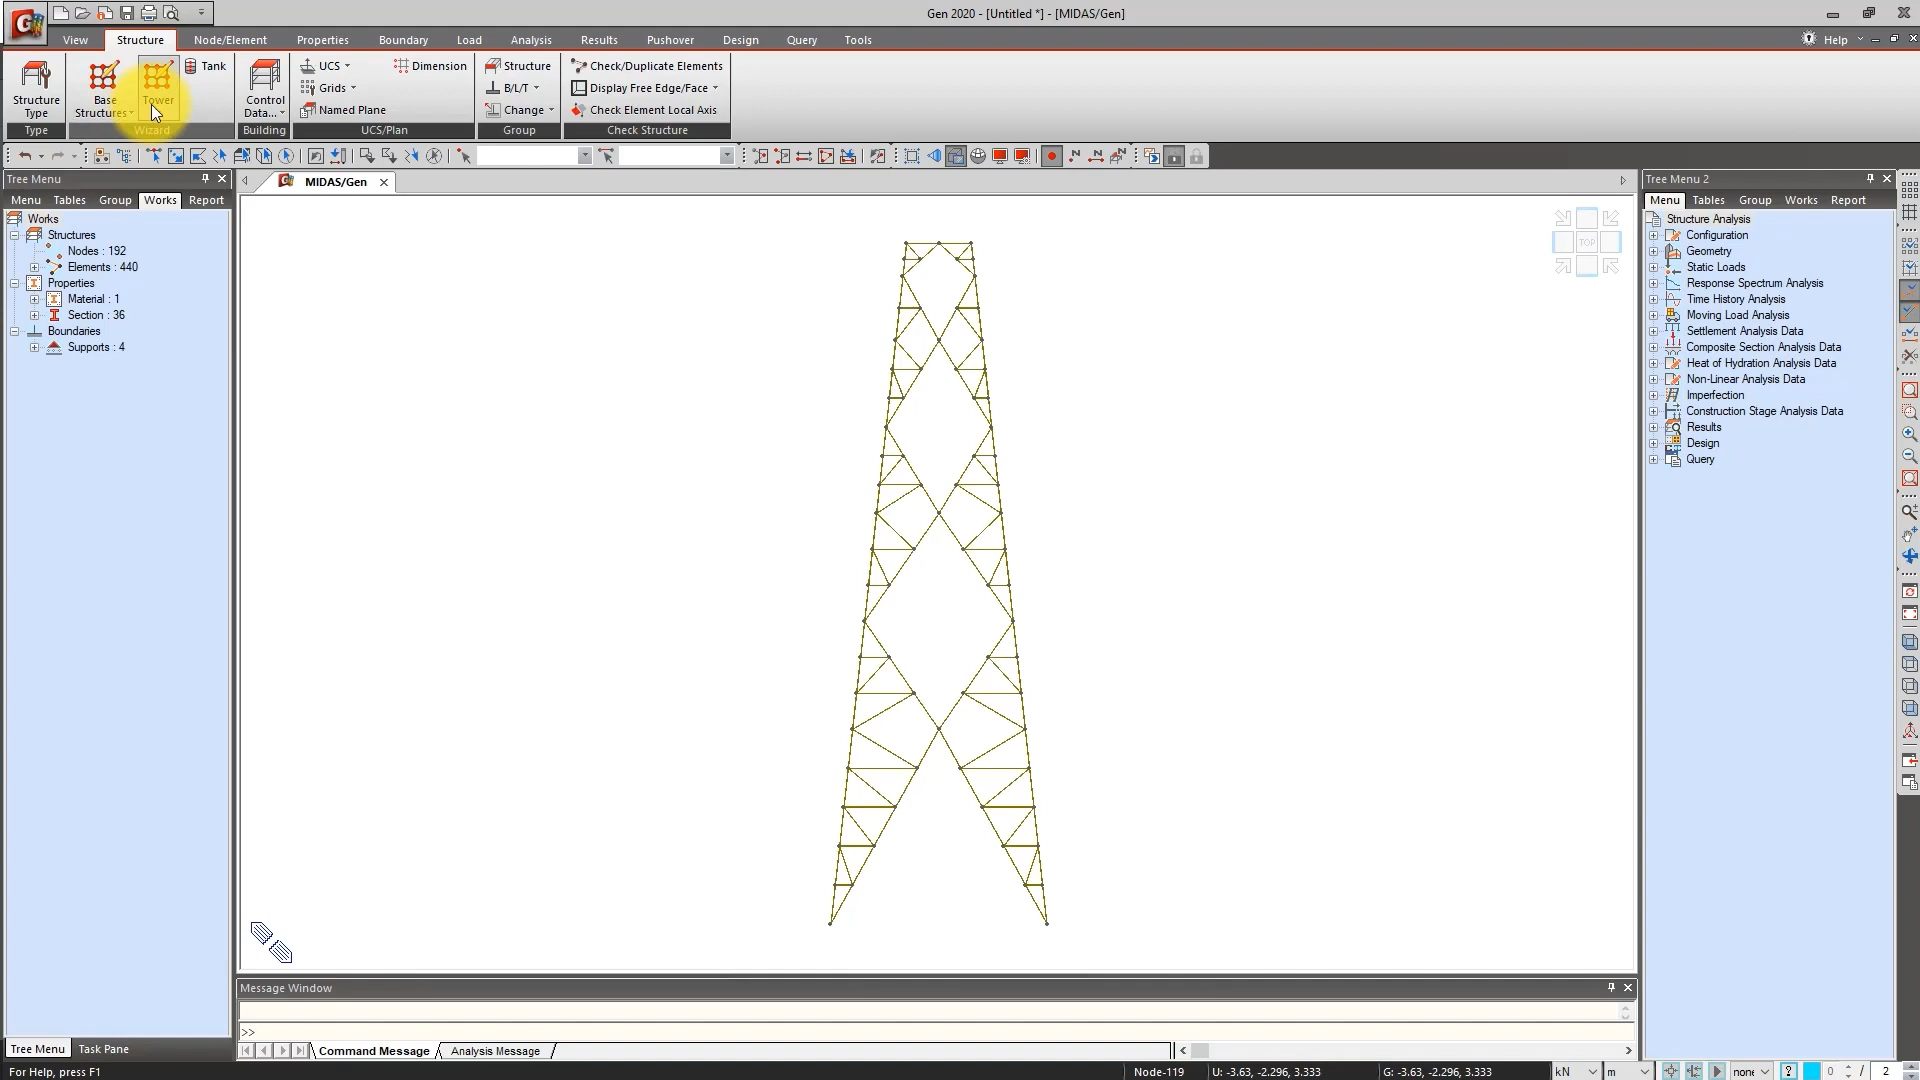 Gen 2020 - [Untitled *] - [MIDAS/Gen]
View Structure Node/Element Properties Boundary Load Analysis Results Pushover Design Query Tools Help
Structure Type
Type
Base Structures
Tower
Tank
Wizard
Control Data...
Building
UCS Dimension
Grids
Named Plane
UCS/Plan
Structure
B/L/T
Change
Group
Check/Duplicate Elements
Display Free Edge/Face
Check Element Local Axis
Check Structure
Tree Menu
Menu Tables Group Works Report
Works
Structures
Nodes : 192
Elements : 440
Properties
Material : 1
Section : 36
Boundaries
Supports : 4
Tree Menu Task Pane
MIDAS/Gen
TOP
Message Window
>>
Command Message Analysis Message
Tree Menu 2
Menu Tables Group Works Report
Structure Analysis
Configuration
Geometry
Static Loads
Response Spectrum Analysis
Time History Analysis
Moving Load Analysis
Settlement Analysis Data
Composite Section Analysis Data
Heat of Hydration Analysis Data
Non-Linear Analysis Data
Imperfection
Construction Stage Analysis Data
Results
Design
Query
For Help, press F1 Node-119 U: -3.63, -2.296, 3.333 G: -3.63, -2.296, 3.333 kN m none ? 0 / 2